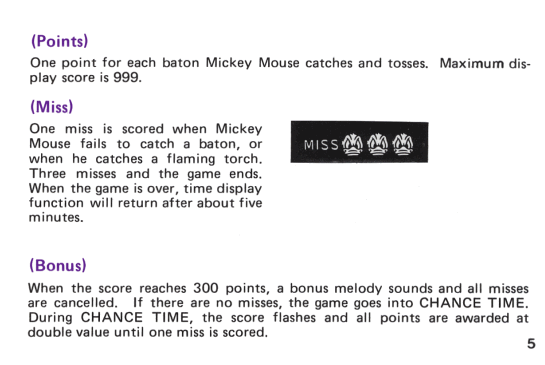 (Points)
One point for each baton Mickey Mouse catches and tosses. Maximum dis-
play score is 999.
(Miss)
One miss is scored when Mickey
Mouse fails to catch a baton, or
when he catches a flaming torch.
Three misses and the game ends.
When the game is over, time display
function will return after about five
minutes.
MISS
(Bonus)
When the score reaches 300 points, a bonus melody sounds and all misses
are cancelled. If there are no misses, the game goes into CHANCE TIME.
During CHANCE TIME, the score flashes and all points are awarded at
double value until one miss is scored.
5